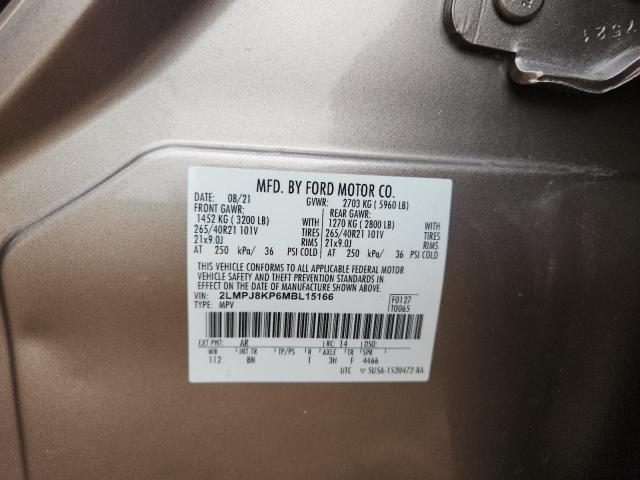 7521
MFD. BY FORD MOTOR CO.
DATE: 08/21 GVWR: 2703 KG ( 5960 LB)
FRONT GAWR: REAR GAWR:
1452 KG ( 3200 LB) WITH 1270 KG ( 2800 LB) WITH
265/40R21 101V TIRES 265/40R21 101V TIRES
21x9.0J RIMS 21x9.0J RIMS
AT 250 kPa/ 36 PSI COLD AT 250 kPa/ 36 PSI COLD
THIS VEHICLE CONFORMS TO ALL APPLICABLE FEDERAL MOTOR
VEHICLE SAFETY AND THEFT PREVENTION STANDARDS IN
EFFECT ON THE DATE OF MANUFACTURE SHOWN ABOVE.
VIN: 2LMPJ8KP6MBL15166 F0127
TYPE: MPV T0065
EXT PNT: AR RC: 14 DSO:
WB INT TR TP/PS R AXLE TR SPR
112 BN T 3H F 4466
UTC ▽ 5U5A-1520472-BA